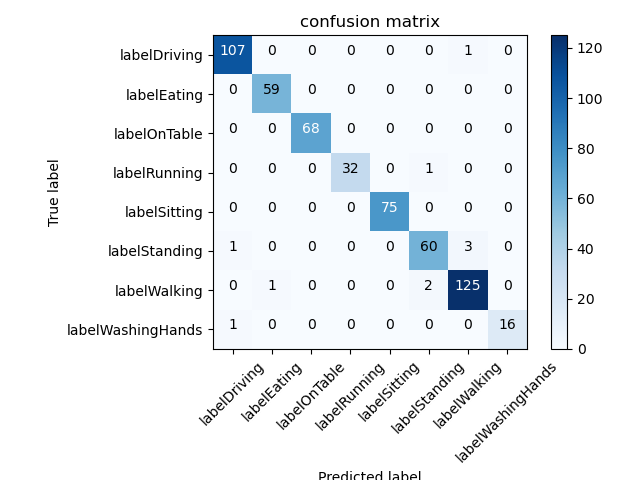 confusion matrix
labelDriving 107 0 0 0 0 0 1 0
labelEating 0 59 0 0 0 0 0 0
labelOnTable 0 0 68 0 0 0 0 0
labelRunning 0 0 0 32 0 1 0 0
labelSitting 0 0 0 0 75 0 0 0
labelStanding 1 0 0 0 0 60 3 0
labelWalking 0 1 0 0 0 2 125 0
labelWashingHands 1 0 0 0 0 0 0 16
True label
labelDriving
labelEating
labelOnTable
labelRunning
labelSitting
labelStanding
labelWalking
labelWashingHands
Predicted label
120
100
80
60
40
20
0